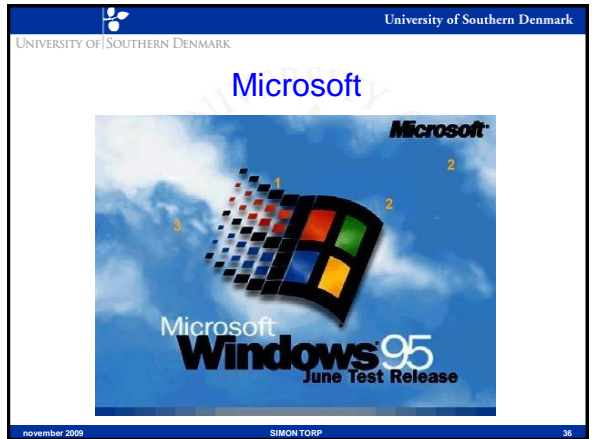 University of Southern Denmark
UNIVERSITY OF SOUTHERN DENMARK
Microsoft
Microsoft
2
1
2
3
Microsoft
Windows 95
June Test Release
november 2009 SIMON TORP 36